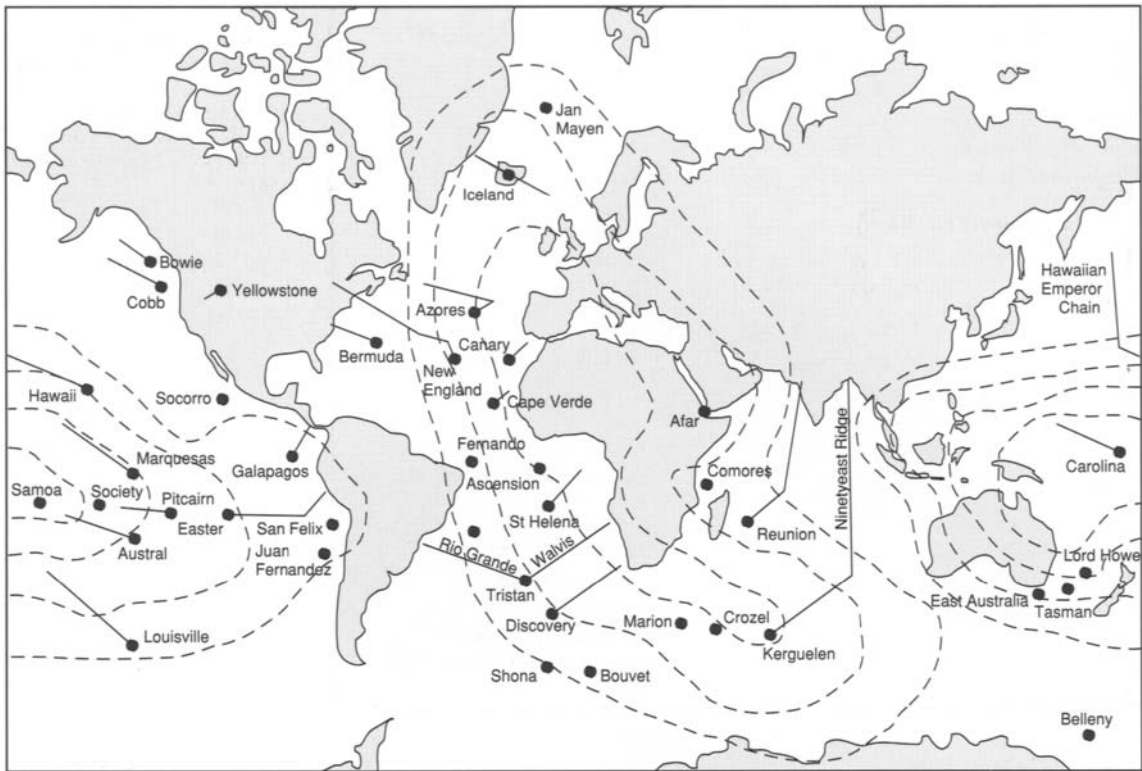 Jan
Mayen
Iceland
Bowie
Cobb
Yellowstone
Hawaiian
Emperor
Chain
Azores
Bermuda
Canary
New
England
Hawaii
Socorro
Cape Verde
Afar
Ninetyeast Ridge
Marquesas
Galapagos
Fernando
Ascension
Comores
Carolina
Samoa
Society
Pitcairn
Easter
San Felix
St Helena
Reunion
Austral
Juan
Fernandez
Rio Grande
Walvis
Lord Howe
Tristan
East Australia
Tasman
Louisville
Discovery
Marion
Crozel
Kerguelen
Shona
Bouvet
Belleny